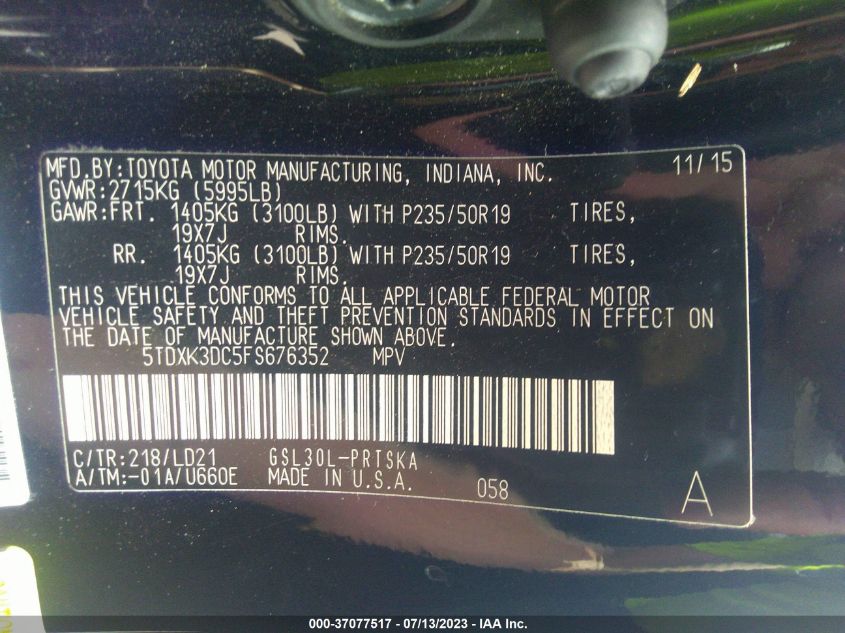 MFD.BY:TOYOTA MOTOR MANUFACTURING, INDIANA, INC. 11/15
GVWR:2715KG (5995LB)
GAWR:FRT. 1405KG (3100LB) WITH P235/50R19 TIRES,
19X7J RIMS.
RR. 1405KG (3100LB) WITH P235/50R19 TIRES,
19X7J RIMS.
THIS VEHICLE CONFORMS TO ALL APPLICABLE FEDERAL MOTOR
VEHICLE SAFETY AND THEFT PREVENTION STANDARDS IN EFFECT ON
THE DATE OF MANUFACTURE SHOWN ABOVE.
5TDXK3DC5FS676352 MPV
C/TR:218/LD21 GSL30L-PRTSKA
A/TM:-01A/U660E MADE IN U.S.A. 058 A
000-37077517 - 07/13/2023 - IAA Inc.